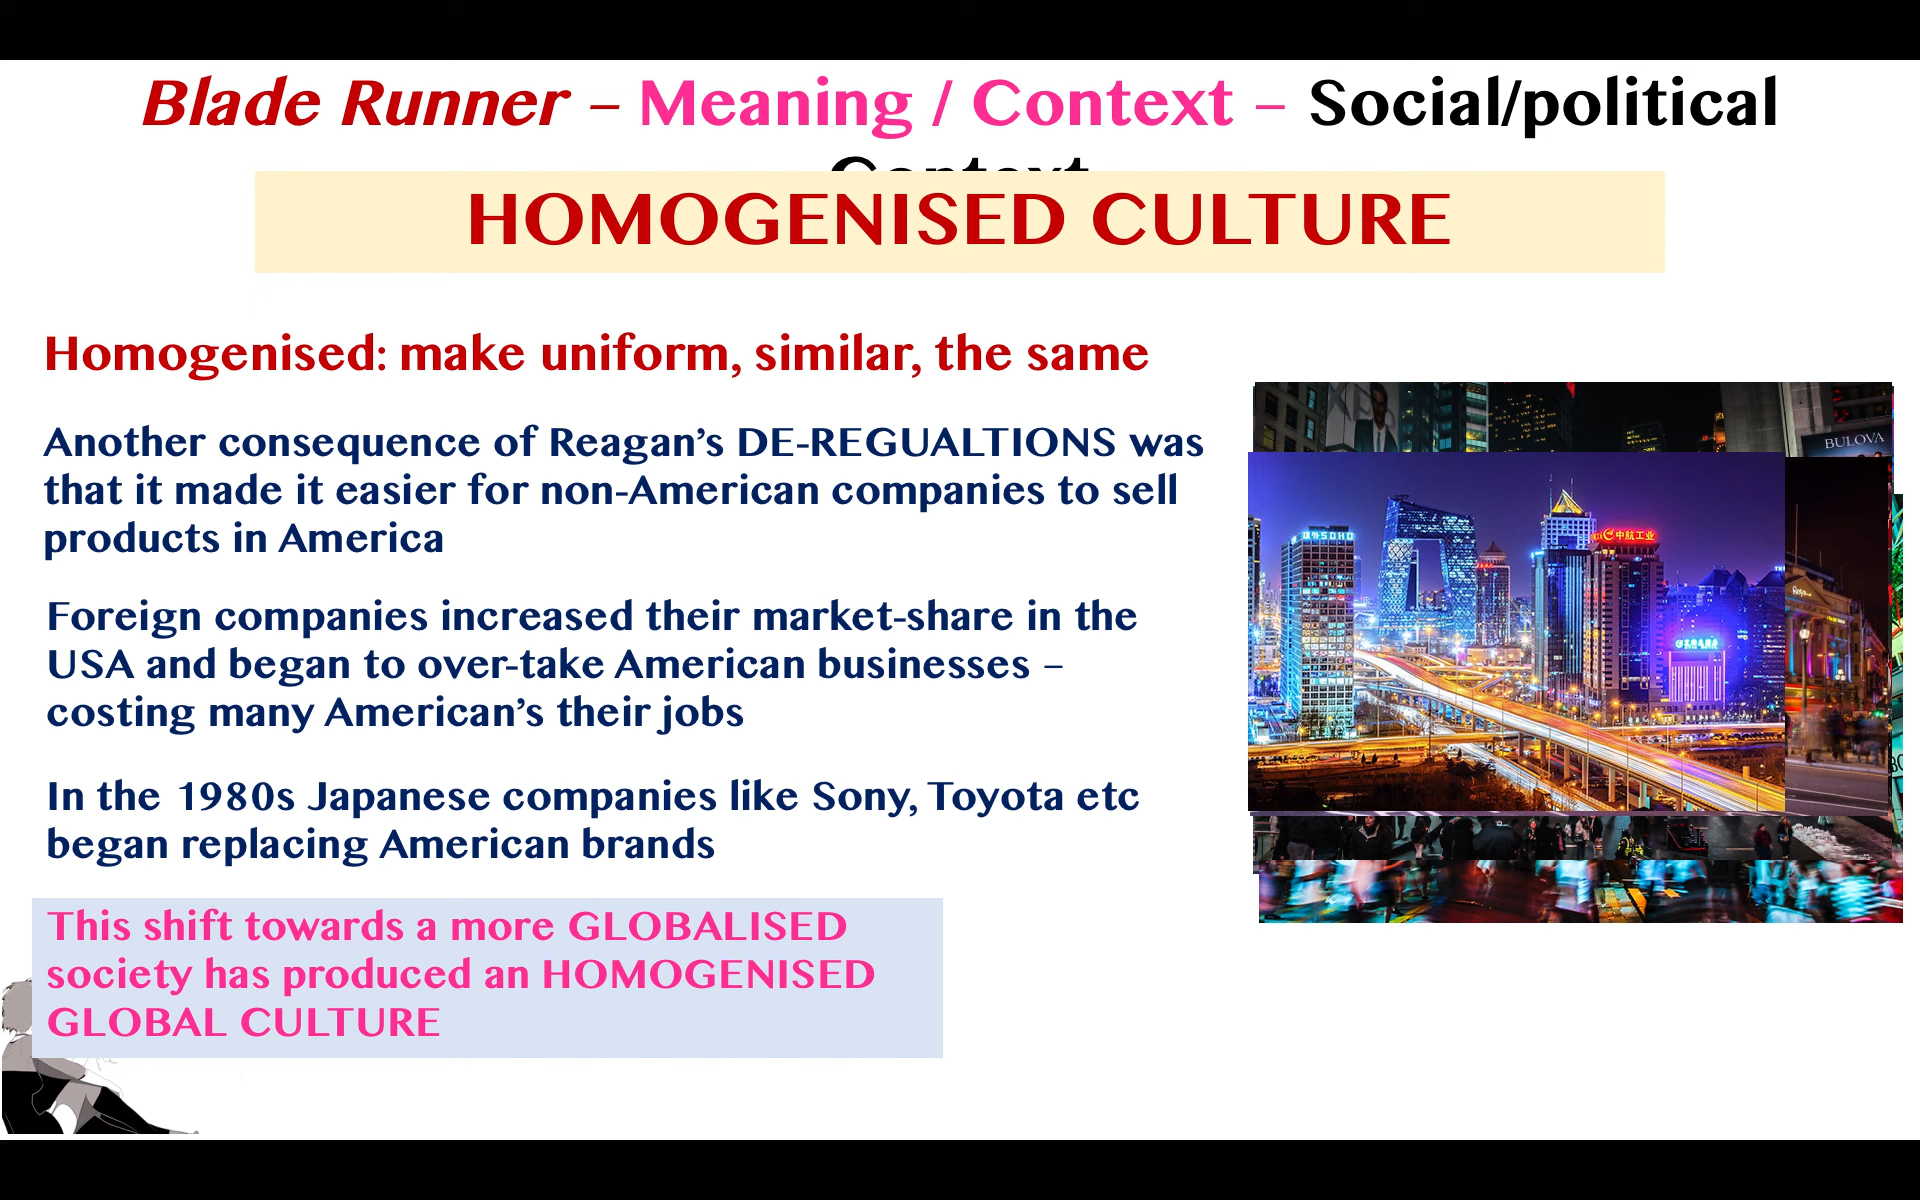 Blade Runner – Meaning / Context – Social/political
Context
HOMOGENISED CULTURE
Homogenised: make uniform, similar, the same
Another consequence of Reagan’s DE-REGUALTIONS was
that it made it easier for non-American companies to sell
products in America
Foreign companies increased their market-share in the
USA and began to over-take American businesses –
costing many American’s their jobs
In the 1980s Japanese companies like Sony, Toyota etc
began replacing American brands
This shift towards a more GLOBALISED
society has produced an HOMOGENISED
GLOBAL CULTURE
BULOVA
SOHO
中航工业